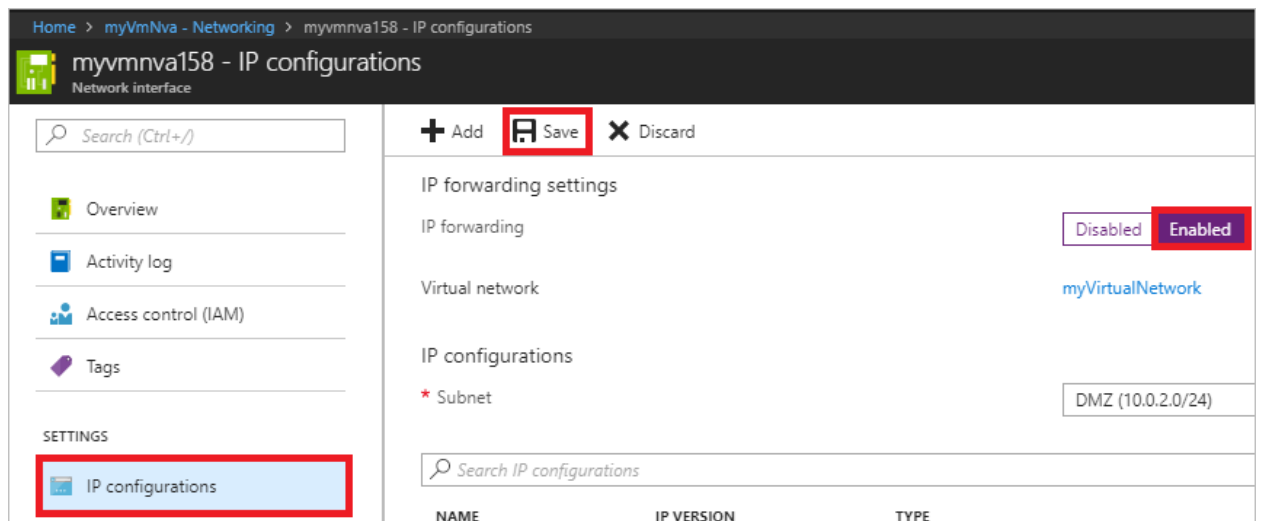 Home > myVmNva - Networking > myvmnva158 - IP configurations
myvmnva158 - IP configurations
Network interface
Search (Ctrl+/)
Overview
Activity log
Access control (IAM)
Tags
SETTINGS
IP configurations
Add Save Discard
IP forwarding settings
IP forwarding Disabled Enabled
Virtual network myVirtualNetwork
IP configurations
* Subnet DMZ (10.0.2.0/24)
Search IP configurations
NAME IP VERSION TYPE